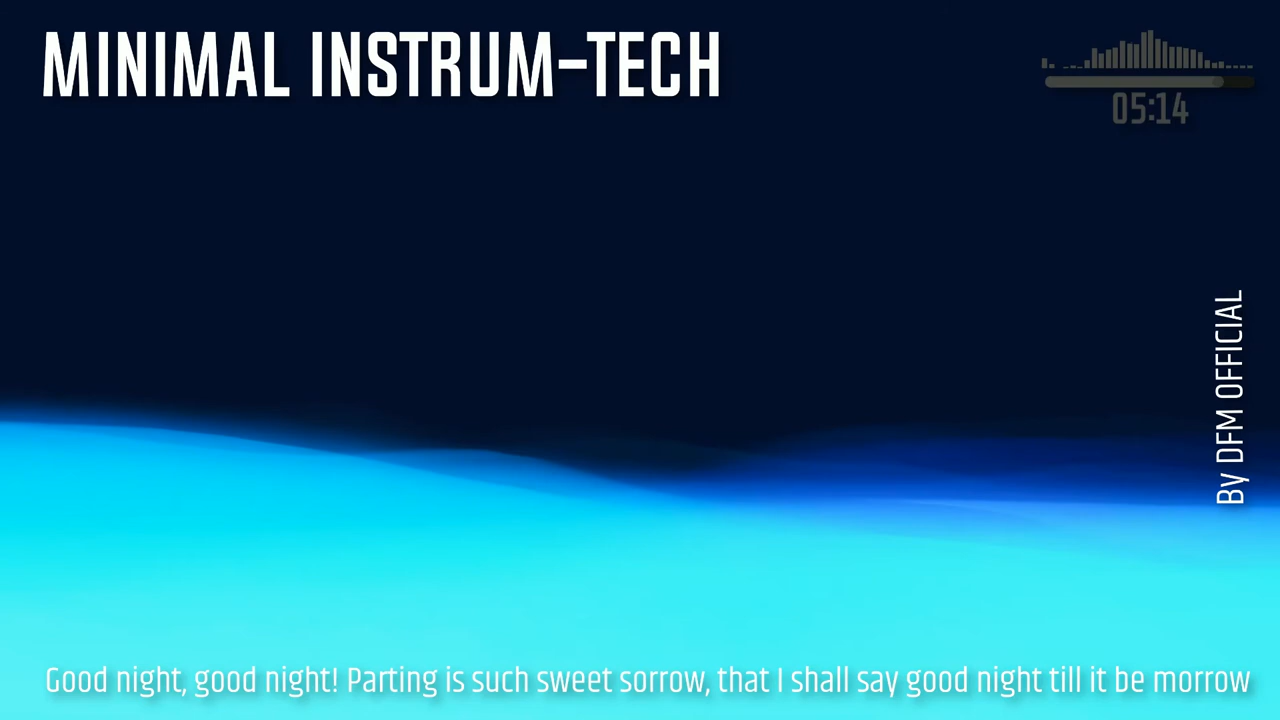 MINIMAL INSTRUM-TECH
05:14
By DFM OFFICIAL
Good night, good night! Parting is such sweet sorrow, that I shall say good night till it be morrow